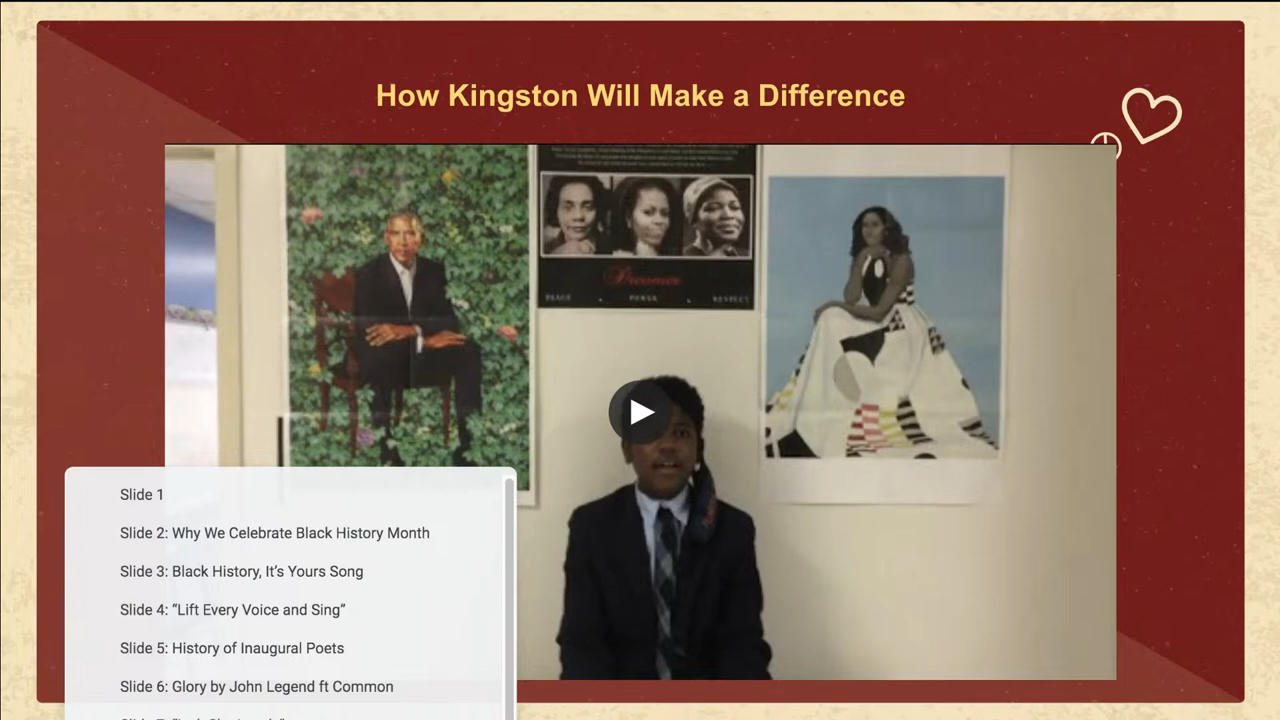 How Kingston Will Make a Difference
PEACE POWER RESPECT
Slide 1
Slide 2: Why We Celebrate Black History Month
Slide 3: Black History, It’s Yours Song
Slide 4: “Lift Every Voice and Sing”
Slide 5: History of Inaugural Poets
Slide 6: Glory by John Legend ft Common